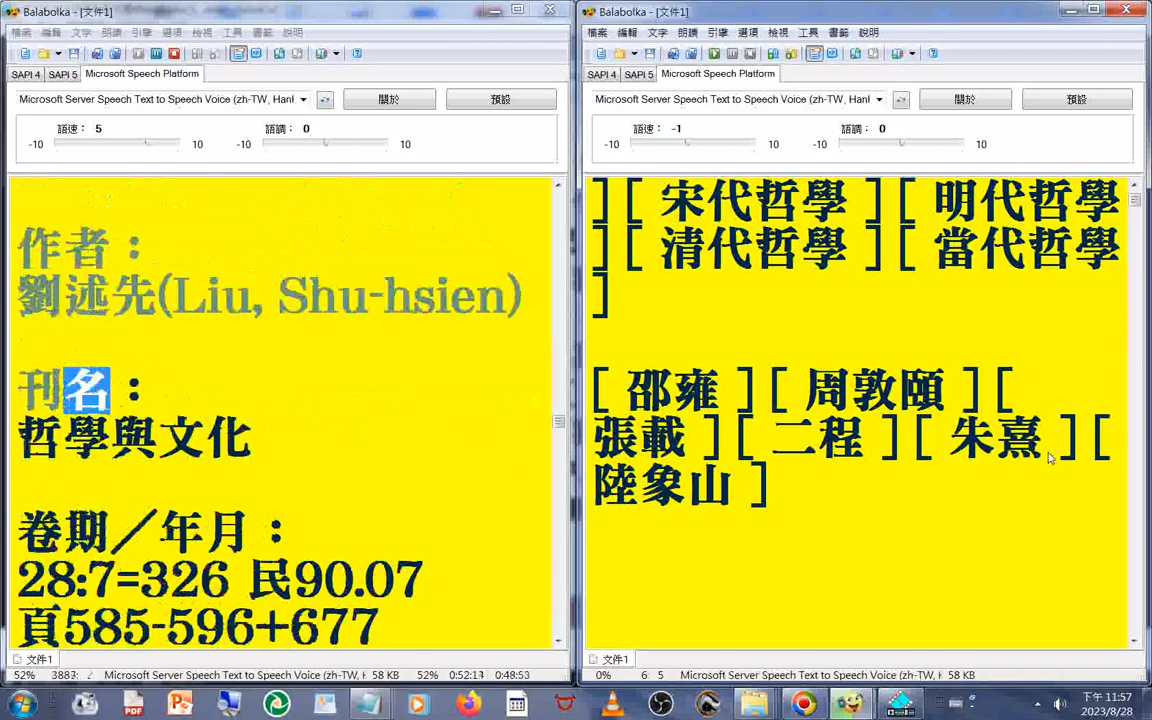 Balabolka - [文件1]
檔案 編輯 文字 朗讀 引擎 選項 檢視 工具 書籤 說明
SAPI 4 SAPI 5 Microsoft Speech Platform
Microsoft Server Speech Text to Speech Voice (zh-TW, Hanl
關於
預設
語速： 5
語調： 0
-10 10 -10 10
作者：
劉述先(Liu, Shu-hsien)
刊名：
哲學與文化
卷期／年月：
28:7=326 民90.07
頁585-596+677
文件1
52% 3883: 52% 0:52:14 0:48:53
Microsoft Server Speech Text to Speech Voice (zh-TW, H 58 KB
Balabolka - [文件1]
檔案 編輯 文字 朗讀 引擎 選項 檢視 工具 書籤 說明
SAPI 4 SAPI 5 Microsoft Speech Platform
Microsoft Server Speech Text to Speech Voice (zh-TW, Hanl
關於
預設
語速： -1
語調： 0
-10 10 -10 10
][ 宋代哲學 ][ 明代哲學
][ 清代哲學 ][ 當代哲學
]
[ 邵雍 ][ 周敦頤 ][
張載 ][ 二程 ][ 朱熹 ][
陸象山 ]
文件1
0% 6: 5 Microsoft Server Speech Text to Speech Voice (zh-TW, H 58 KB
PDF
下午 11:57
2023/8/28